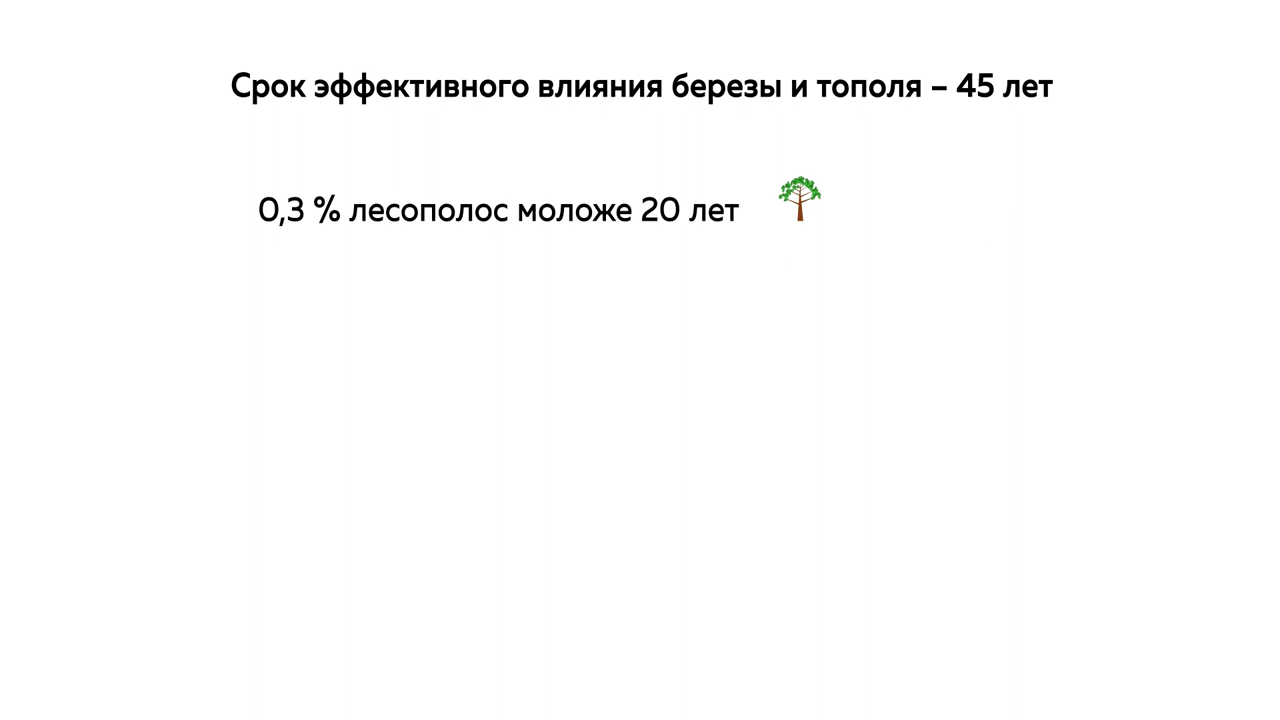 Срок эффективного влияния березы и тополя – 45 лет
0,3 % лесополос моложе 20 лет